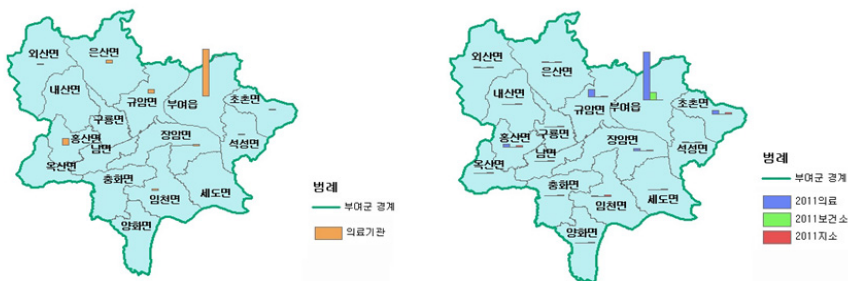 외산면
은산면
내산면
규암면
부여읍
초촌면
구룡면
홍산면
남면
장암면
석성면
옥산면
충화면
임천면
세도면
양화면
범례
부여군 경계
의료기관
외산면
은산면
내산면
규암면
부여읍
초촌면
구룡면
홍산면
남면
장암면
석성면
옥산면
충화면
임천면
세도면
양화면
범례
부여군 경계
2011의료
2011보건소
2011지소